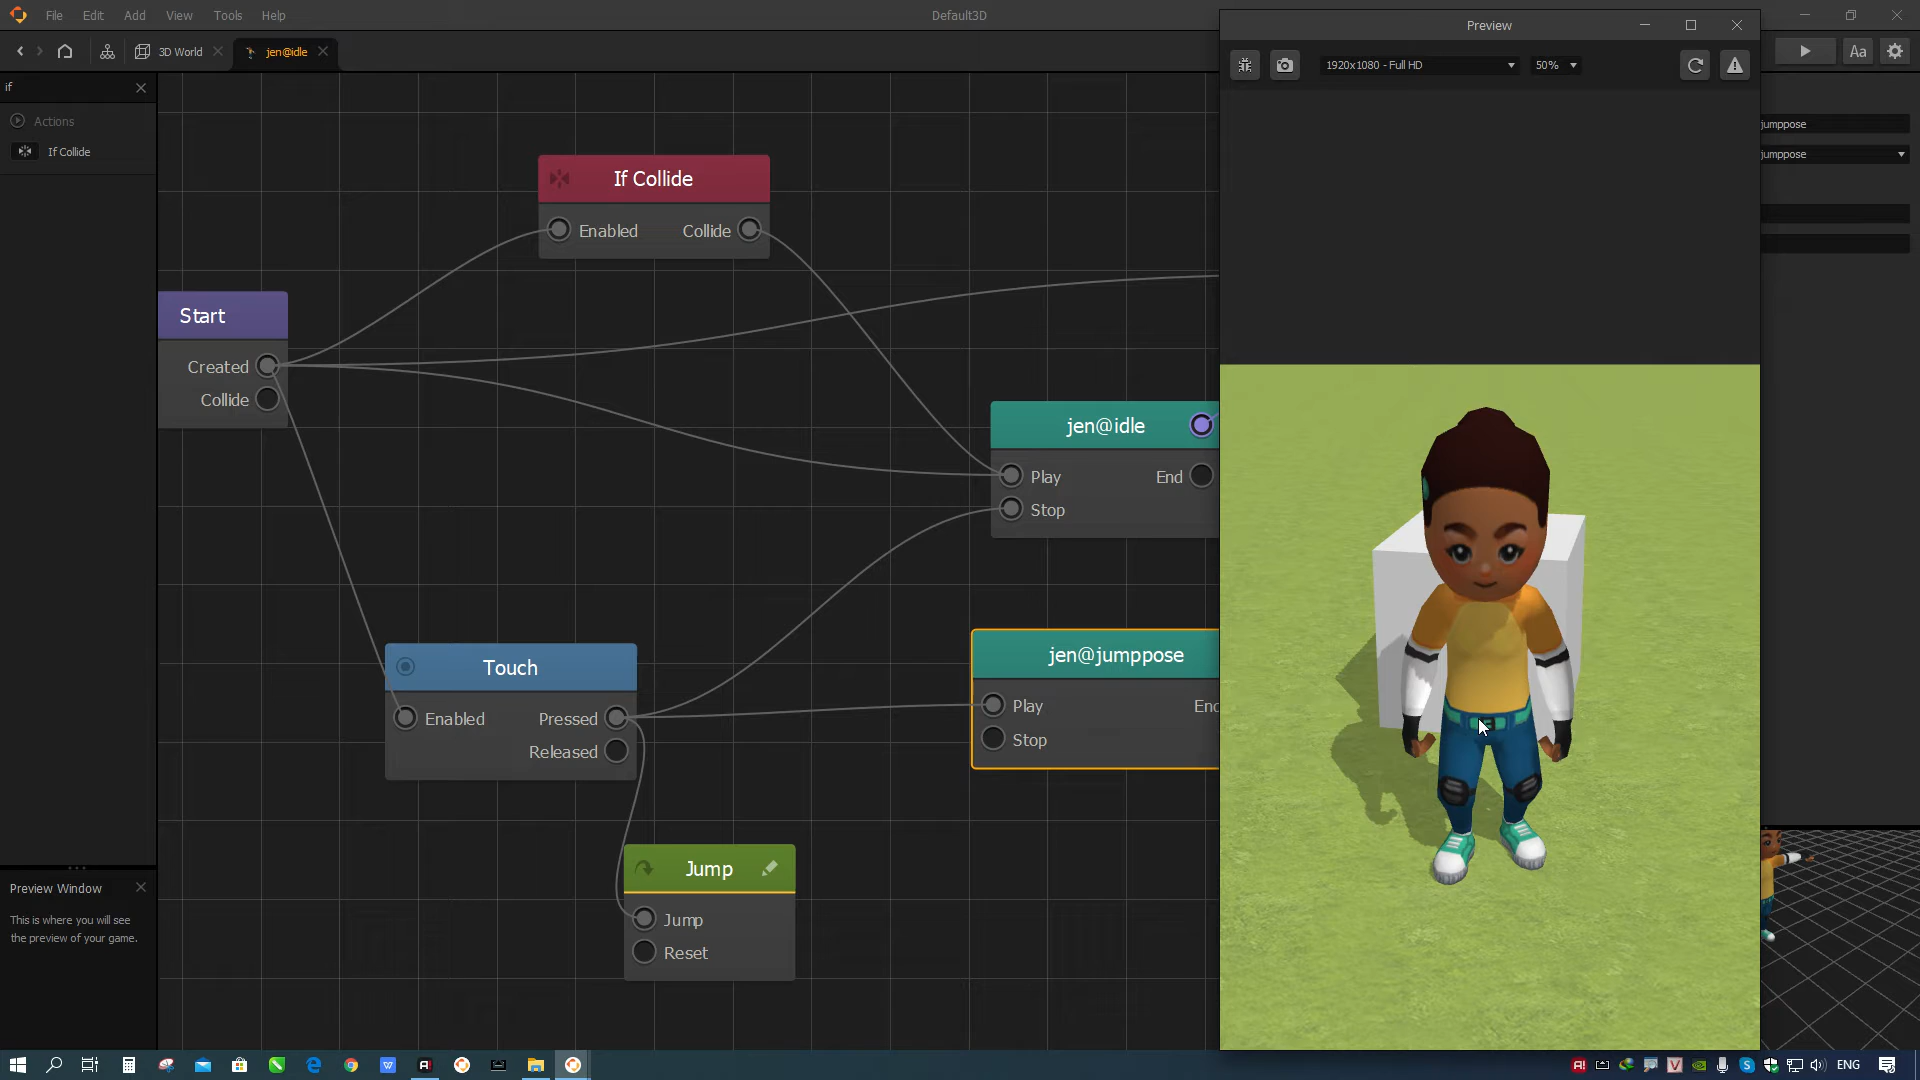 File Edit Add View Tools Help
Default3D
Preview
3D World
jen@idle
Aa
1920x1080 - Full HD
50%
if
Actions
If Collide
jumppose
jumppose
If Collide
Enabled Collide
Start
Created
Collide
jen@idle
Play End
Stop
Touch
Enabled Pressed
Released
jen@jumppose
Play End
Stop
Jump
Jump
Reset
Preview Window
This is where you will see
the preview of your game.
ENG